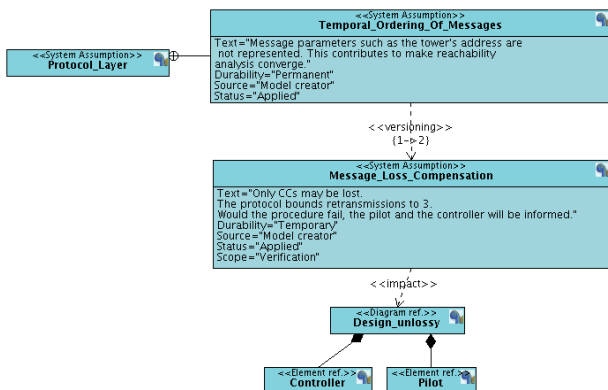 <<System Assumption>>
Temporal_Ordering_Of_Messages
Text="Message parameters such as the tower's address are
not represented. This contributes to make reachability
analysis converge."
Durability="Permanent"
Source="Model creator"
Status="Applied"
<<System Assumption>>
Protocol_Layer
<<versioning>>
{1->2}
<<System Assumption>>
Message_Loss_Compensation
Text="Only CCs may be lost.
The protocol bounds retransmissions to 3.
Would the procedure fail, the pilot and the controller will be informed."
Durability="Temporary"
Source="Model creator"
Status="Applied"
Scope="Verification"
<<impact>>
<<Diagram ref.>>
Design_unlossy
<<Element ref.>>
Controller
<<Element ref.>>
Pilot